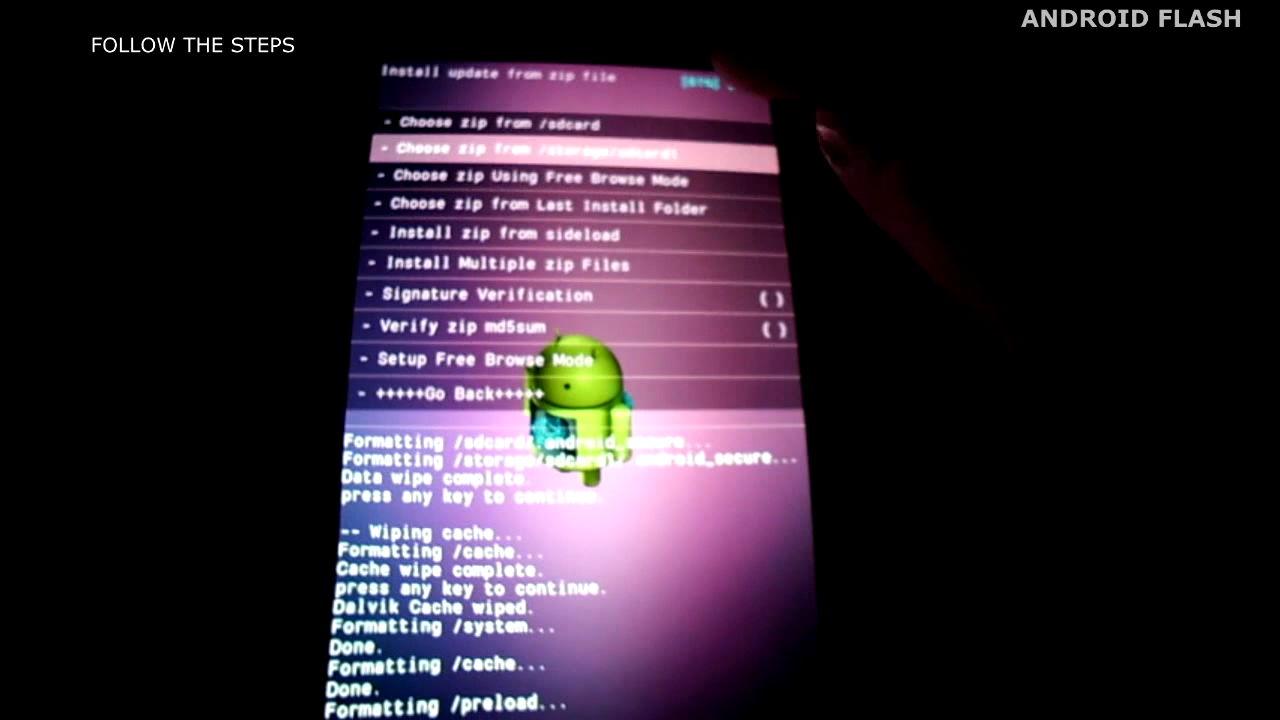 ANDROID FLASH
FOLLOW THE STEPS
Install update from zip file
- Choose zip from /sdcard
- Choose zip from /storage/sdcard1
- Choose zip Using Free Browse Mode
- Choose zip from Last Install Folder
- Install zip from sideload
- Install Multiple zip Files
- Signature Verification ( )
- Verify zip md5sum ( )
- Setup Free Browse Mode
- +++++Go Back+++++
Formatting /sdcard/.android_secure...
Formatting /storage/sdcard1/.android_secure...
Data wipe complete.
press any key to continue.
-- Wiping cache...
Formatting /cache...
Cache wipe complete.
press any key to continue.
Dalvik Cache wiped.
Formatting /system...
Done.
Formatting /cache...
Done.
Formatting /preload...